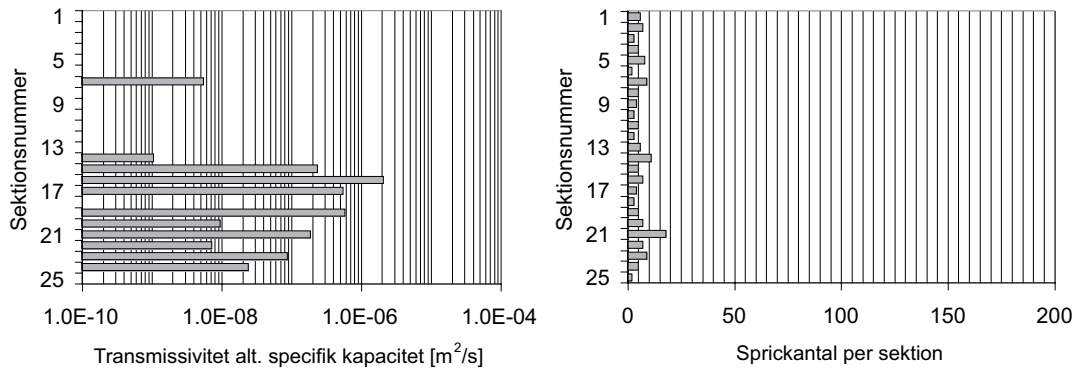 Sektionsnummer
1
5
9
13
17
21
25
1.0E-10 1.0E-08 1.0E-06 1.0E-04
Transmissivitet alt. specifik kapacitet [m²/s]
Sektionsnummer
1
5
9
13
17
21
25
0 50 100 150 200
Sprickantal per sektion